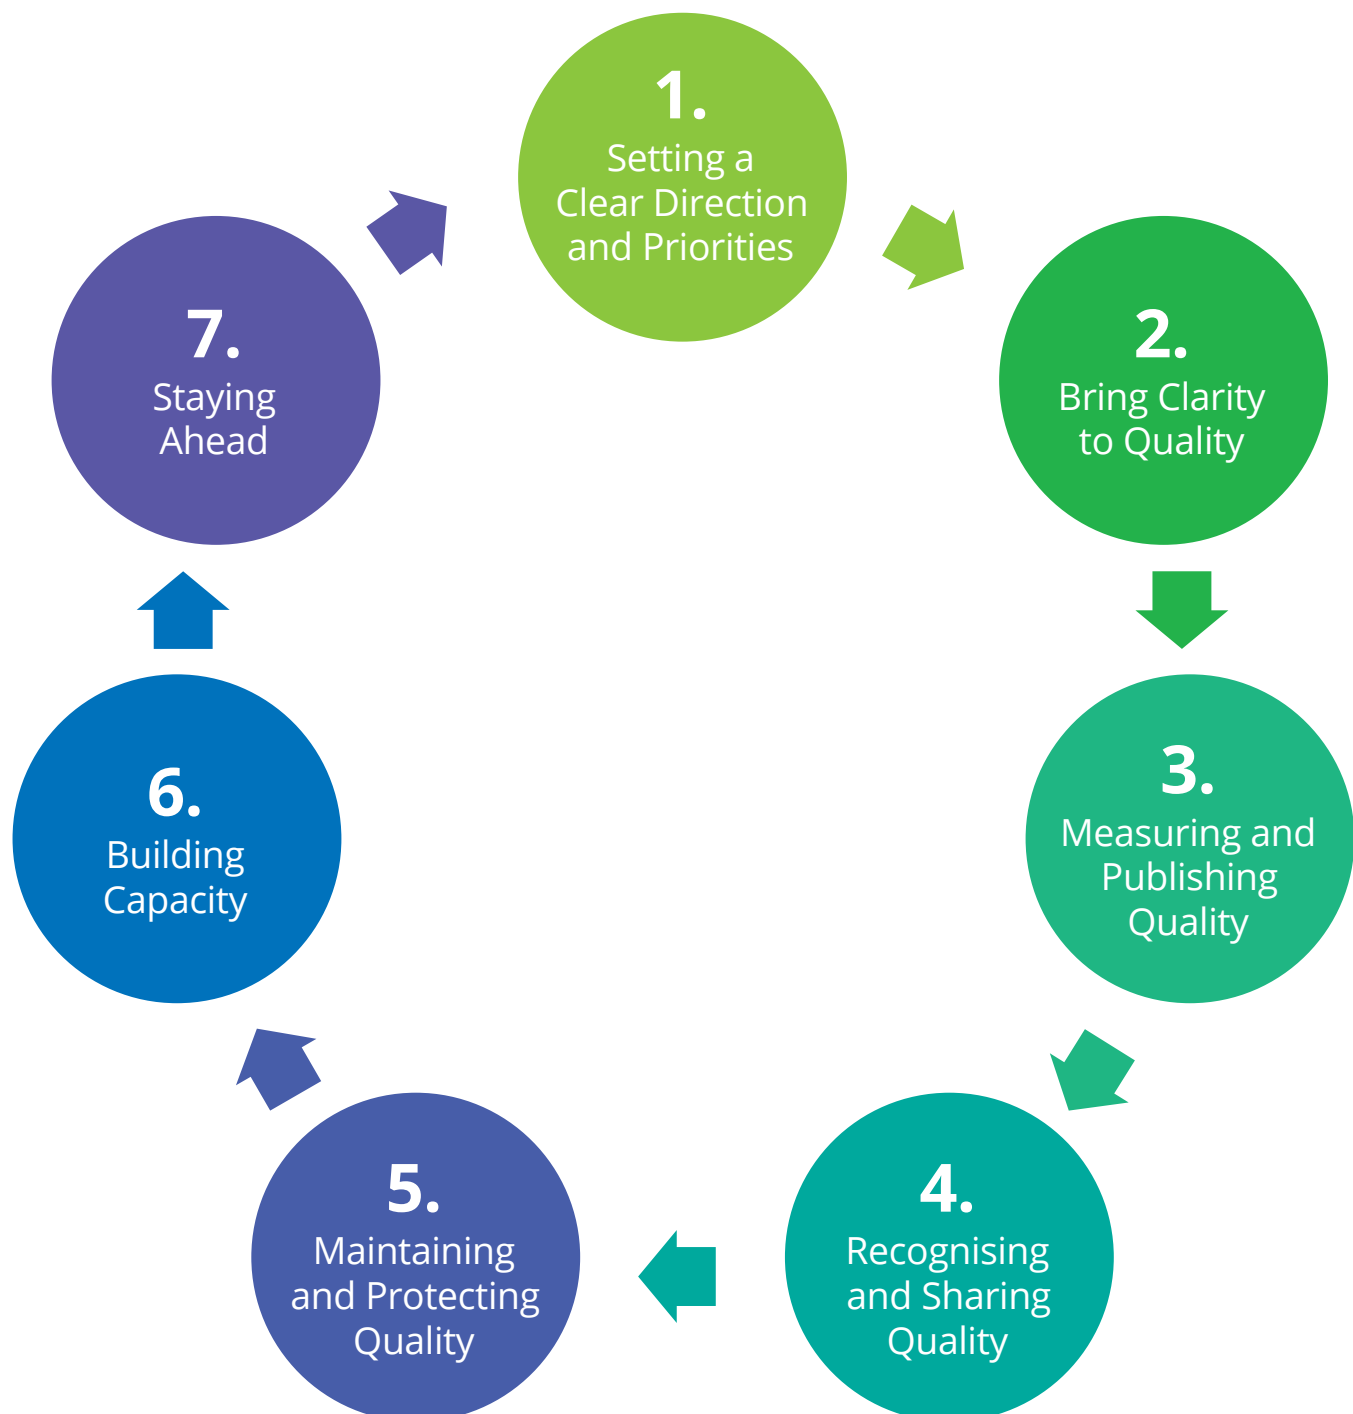 1.
Setting a
Clear Direction
and Priorities
2.
Bring Clarity
to Quality
3.
Measuring and
Publishing
Quality
4.
Recognising
and Sharing
Quality
5.
Maintaining
and Protecting
Quality
6.
Building
Capacity
7.
Staying
Ahead